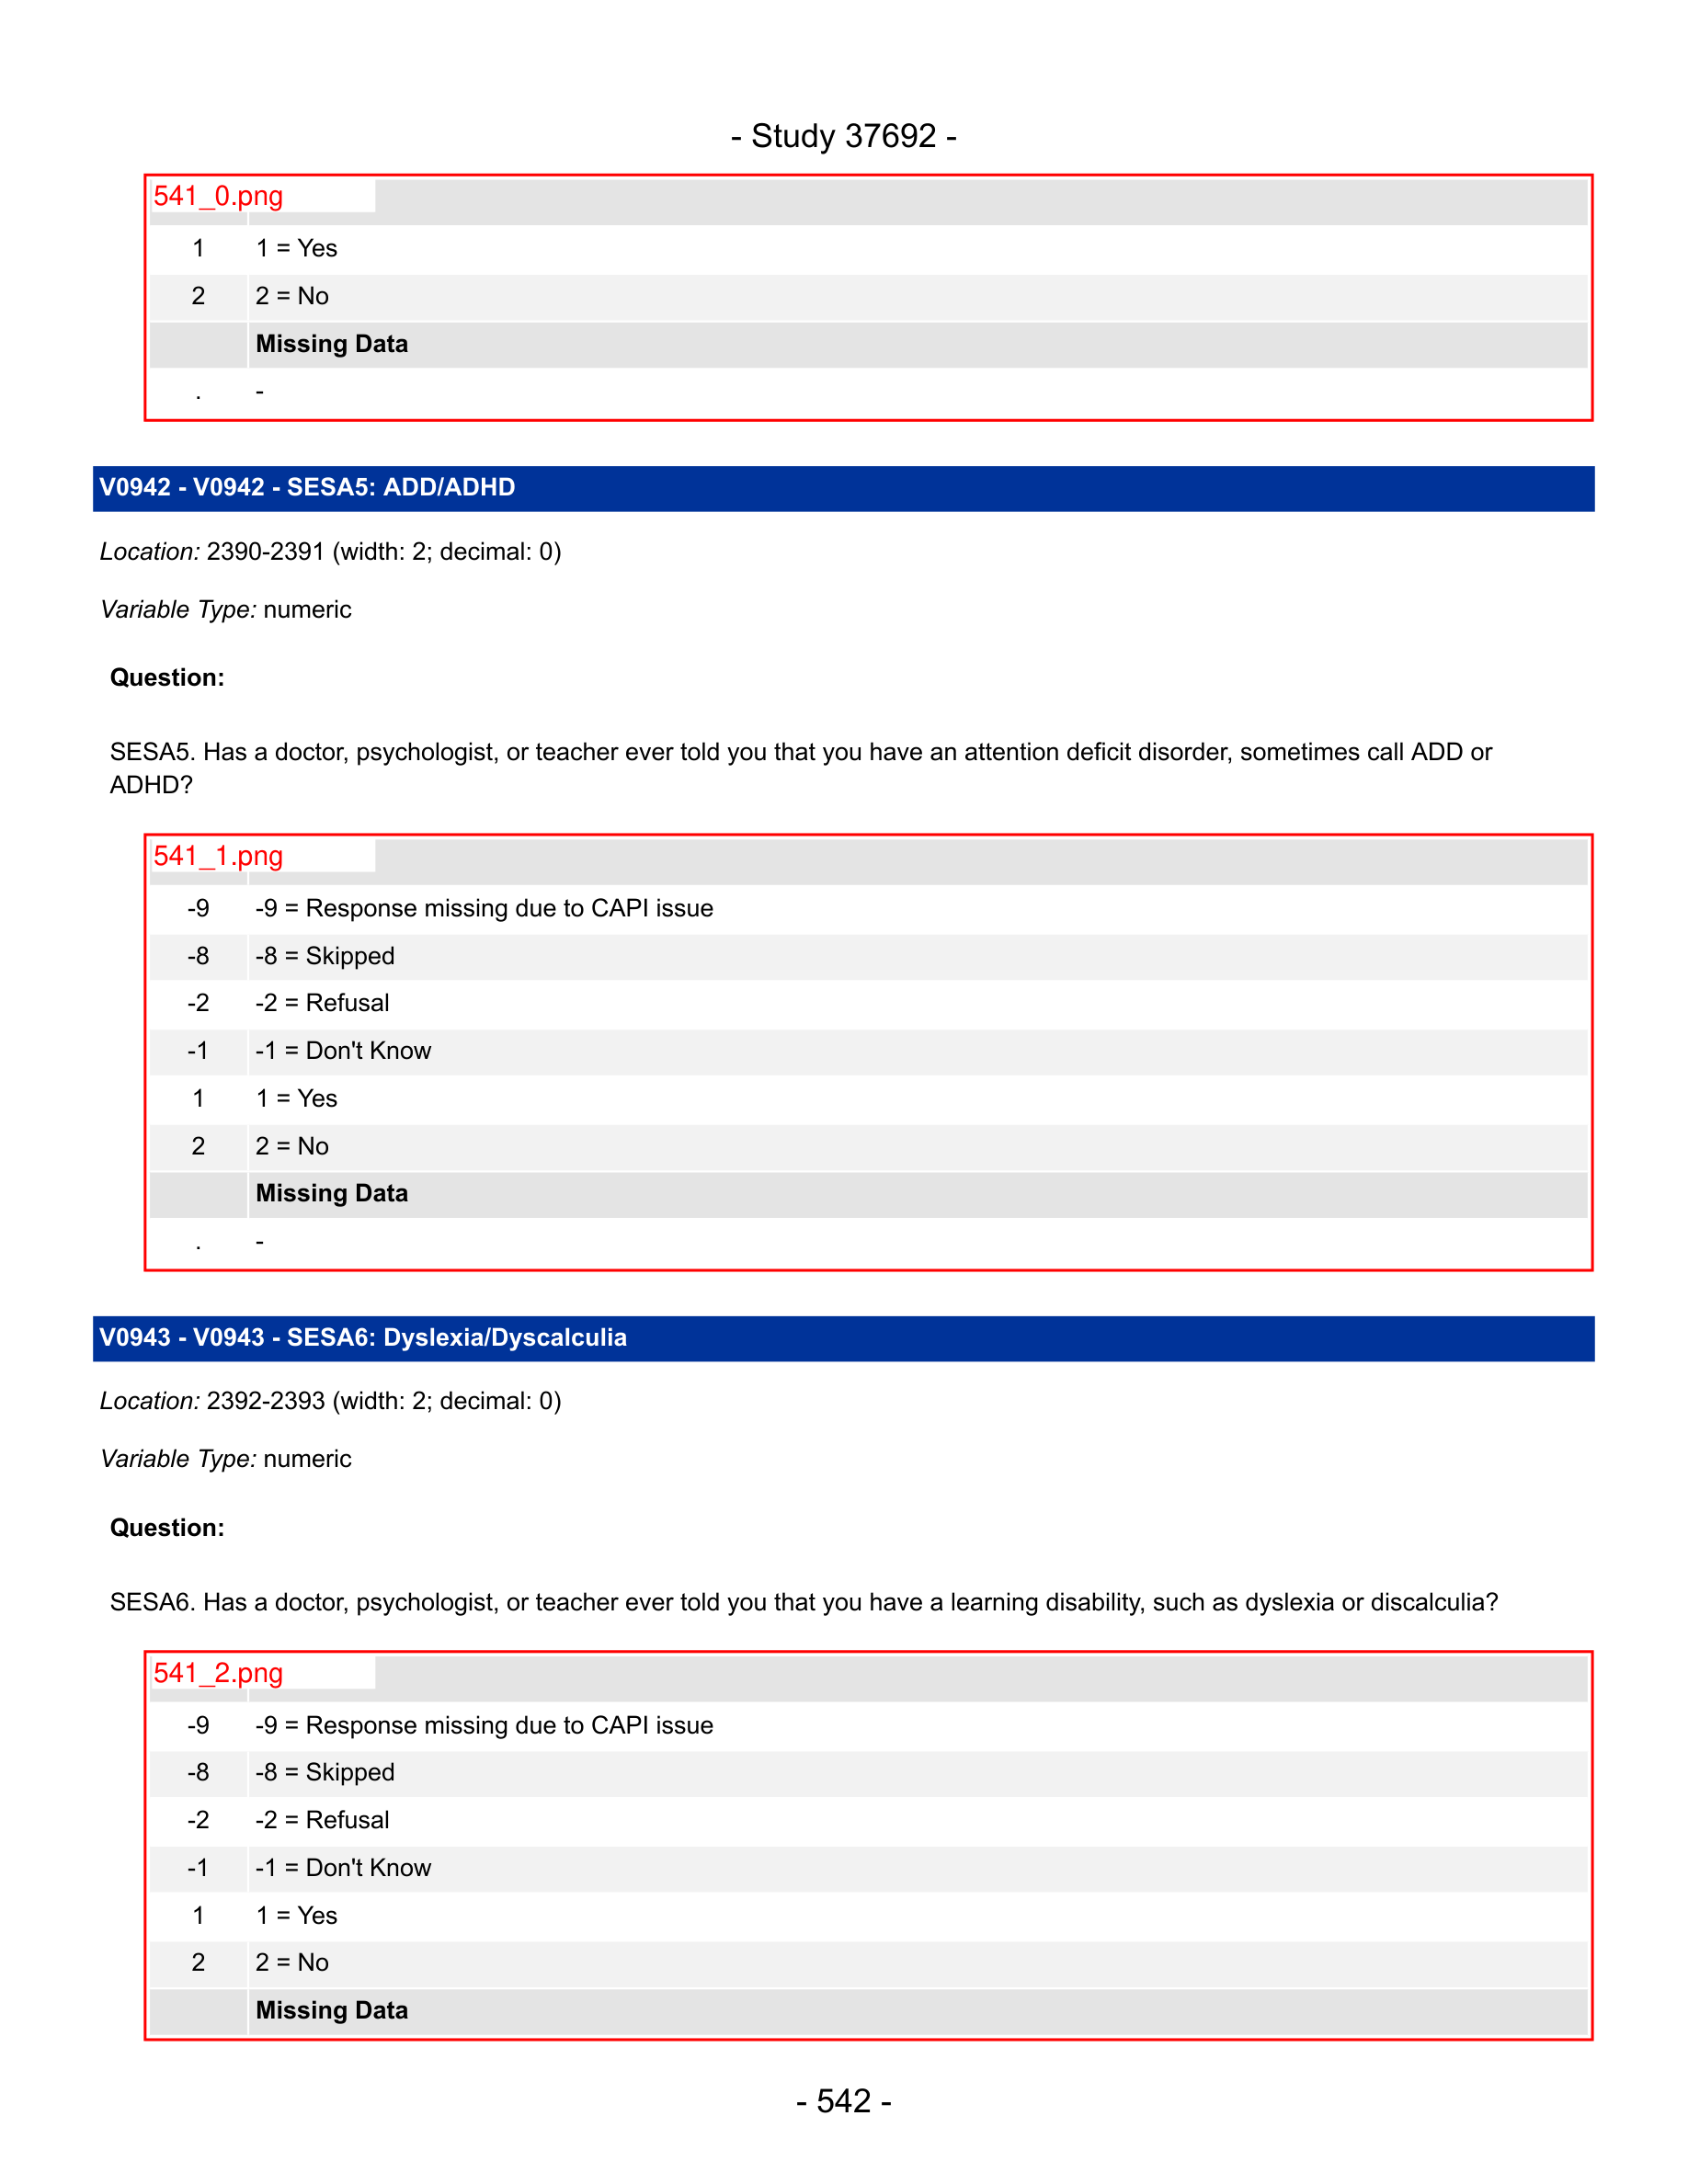 - Study 37692 -
541_0.png
1 1 = Yes
2 2 = No
Missing Data
. -
V0942 - V0942 - SESA5: ADD/ADHD
Location: 2390-2391 (width: 2; decimal: 0)
Variable Type: numeric
Question:
SESA5. Has a doctor, psychologist, or teacher ever told you that you have an attention deficit disorder, sometimes call ADD or
ADHD?
541_1.png
-9 -9 = Response missing due to CAPI issue
-8 -8 = Skipped
-2 -2 = Refusal
-1 -1 = Don't Know
1 1 = Yes
2 2 = No
Missing Data
. -
V0943 - V0943 - SESA6: Dyslexia/Dyscalculia
Location: 2392-2393 (width: 2; decimal: 0)
Variable Type: numeric
Question:
SESA6. Has a doctor, psychologist, or teacher ever told you that you have a learning disability, such as dyslexia or discalculia?
541_2.png
-9 -9 = Response missing due to CAPI issue
-8 -8 = Skipped
-2 -2 = Refusal
-1 -1 = Don't Know
1 1 = Yes
2 2 = No
Missing Data
- 542 -